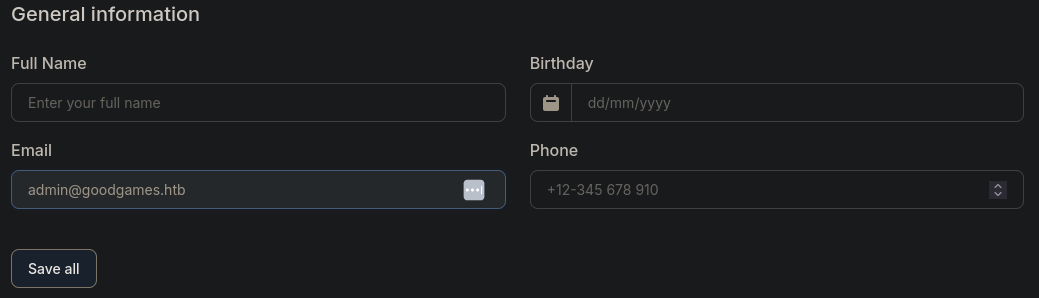 General information
Full Name
Birthday
Enter your full name
dd/mm/yyyy
Email
Phone
admin@goodgames.htb
+12-345 678 910
Save all